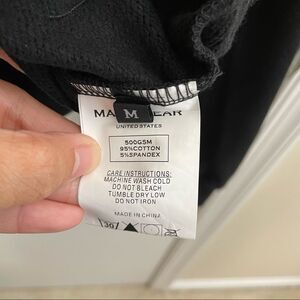 M
UNITED STATES
500GSM
95%COTTON
5%SPANDEX
CARE INSTRUCTIONS:
MACHINE WASH COLD
DO NOT BLEACH
TUMBLE DRY LOW
DO NOT IRON
MADE IN CHINA
30